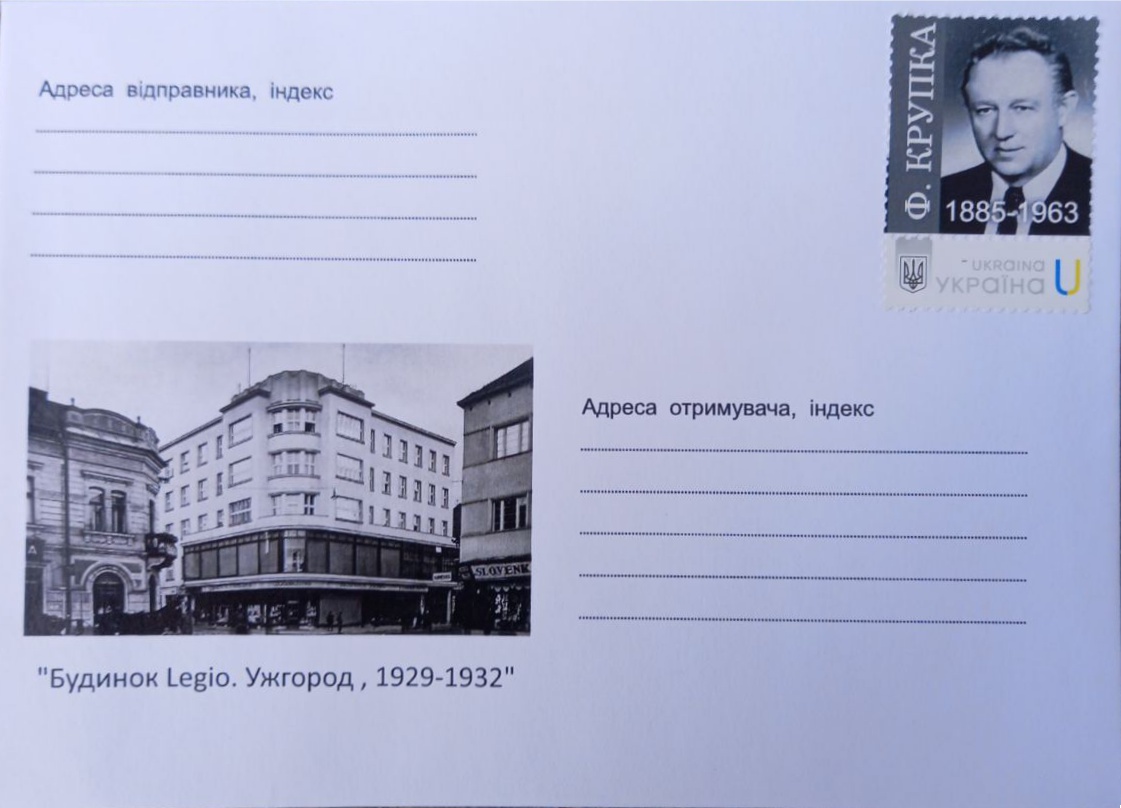 Адреса відправника, індекс
Ф. КРУПКА
1885-1963
UKRAINA
УКРАЇНА
U
Адреса отримувача, індекс
SLOVENK
"Будинок Legio. Ужгород , 1929-1932"